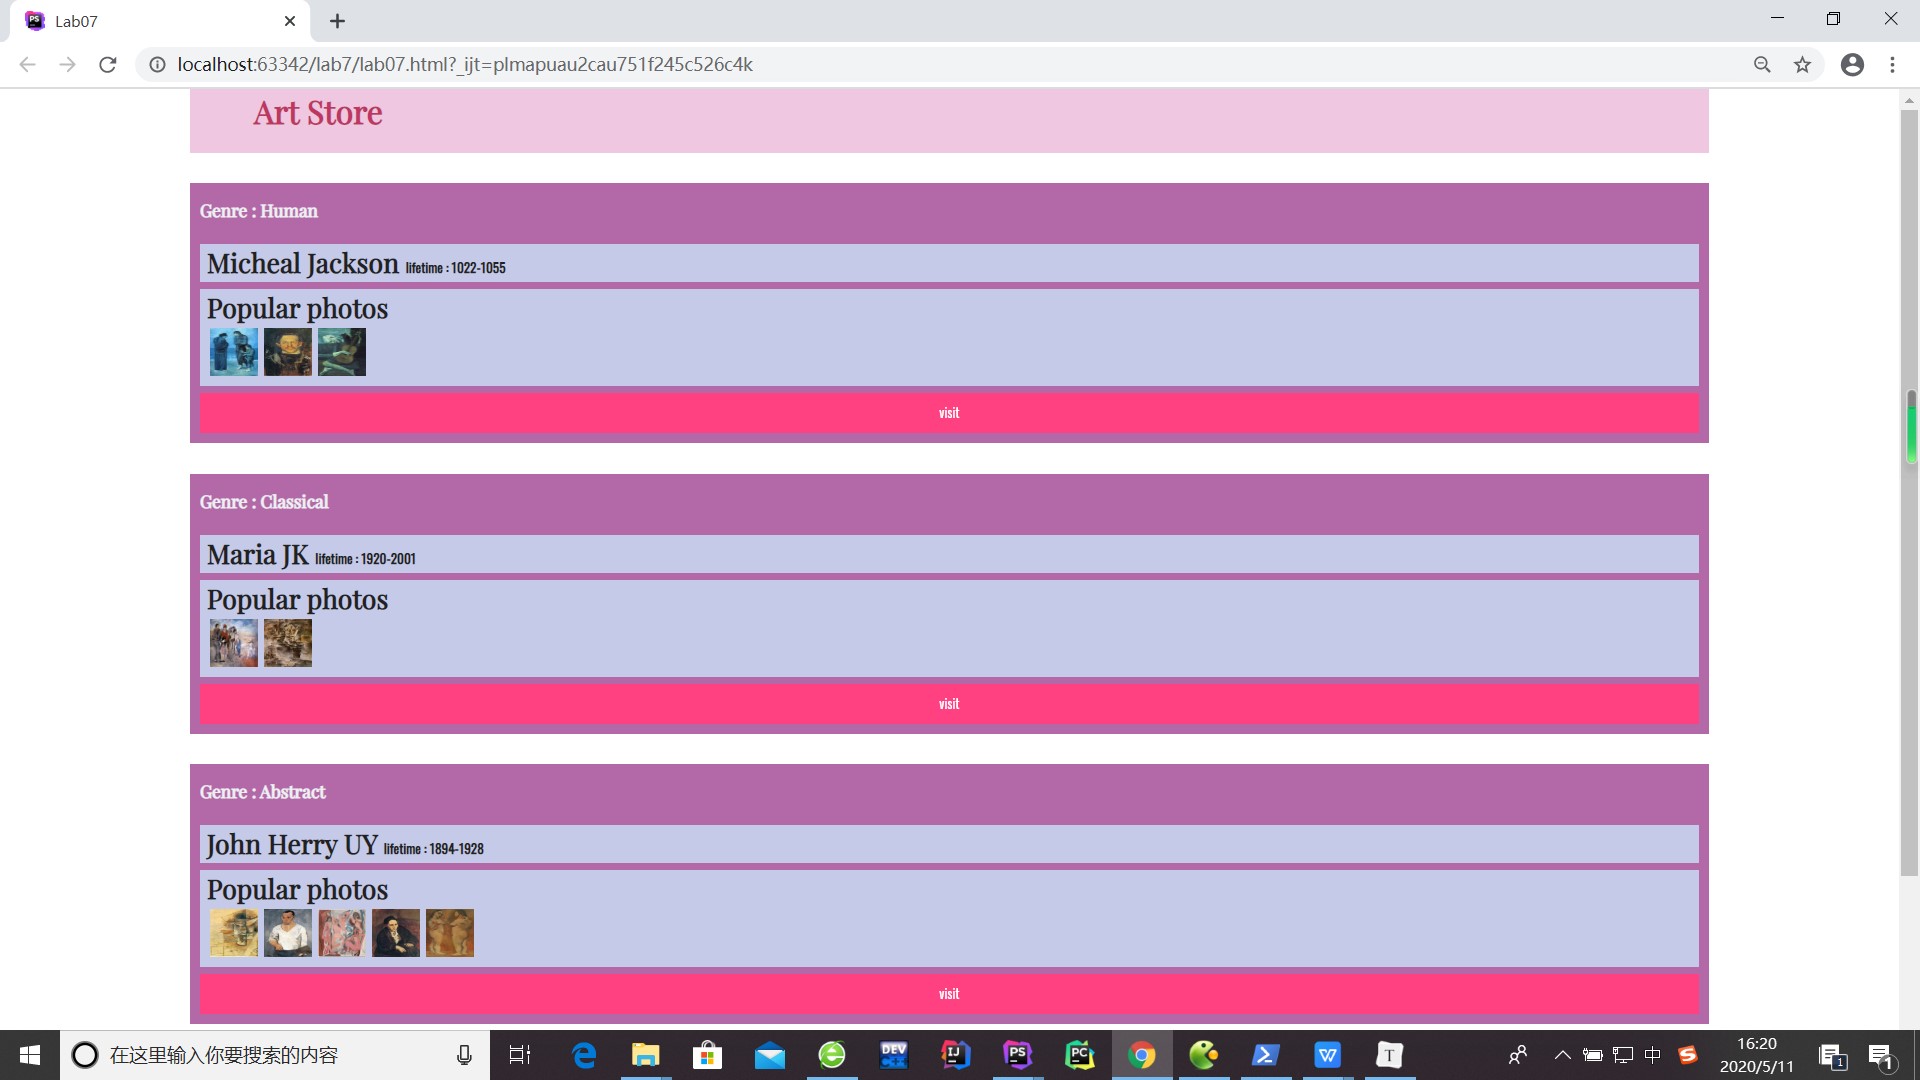 Lab07
localhost:63342/lab7/lab07.html?_ijt=plmapuau2cau751f245c526c4k
Art Store
Genre : Human
Micheal Jackson lifetime : 1022-1055
Popular photos
visit
Genre : Classical
Maria JK lifetime : 1920-2001
Popular photos
visit
Genre : Abstract
John Herry UY lifetime : 1894-1928
Popular photos
visit
在这里输入你要搜索的内容
中
16:20
2020/5/11
1
1